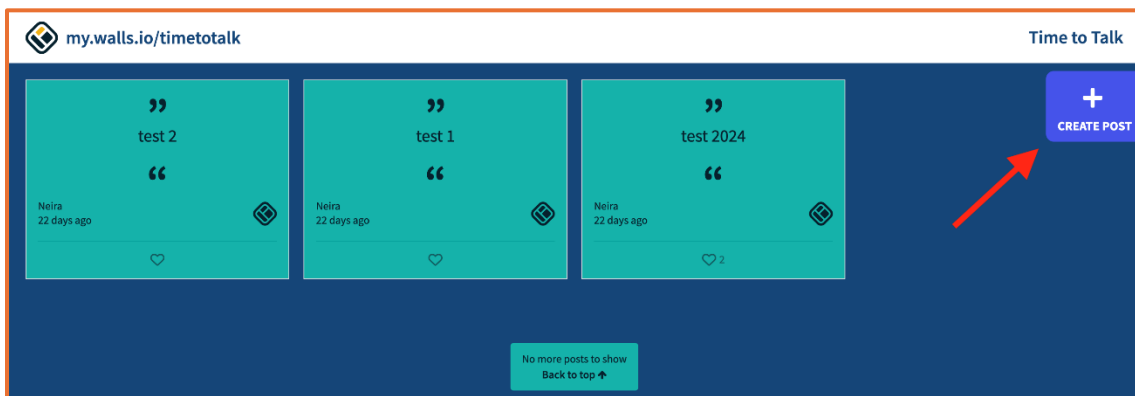 my.walls.io/timetotalk
Time to Talk
”
test 2
“
Neira
22 days ago
”
test 1
“
Neira
22 days ago
”
test 2024
“
Neira
22 days ago
2
+
CREATE POST
No more posts to show
Back to top ↑